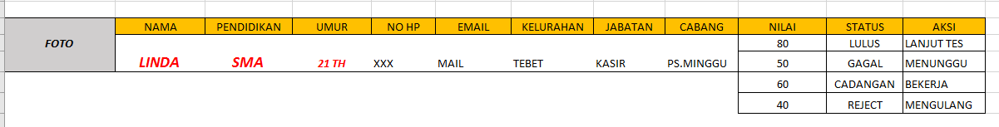 FOTO NAMA PENDIDIKAN UMUR NO HP EMAIL KELURAHAN JABATAN CABANG NILAI STATUS AKSI
80 LULUS LANJUT TES
LINDA SMA 21 TH XXX MAIL TEBET KASIR PS.MINGGU 50 GAGAL MENUNGGU
60 CADANGAN BEKERJA
40 REJECT MENGULANG